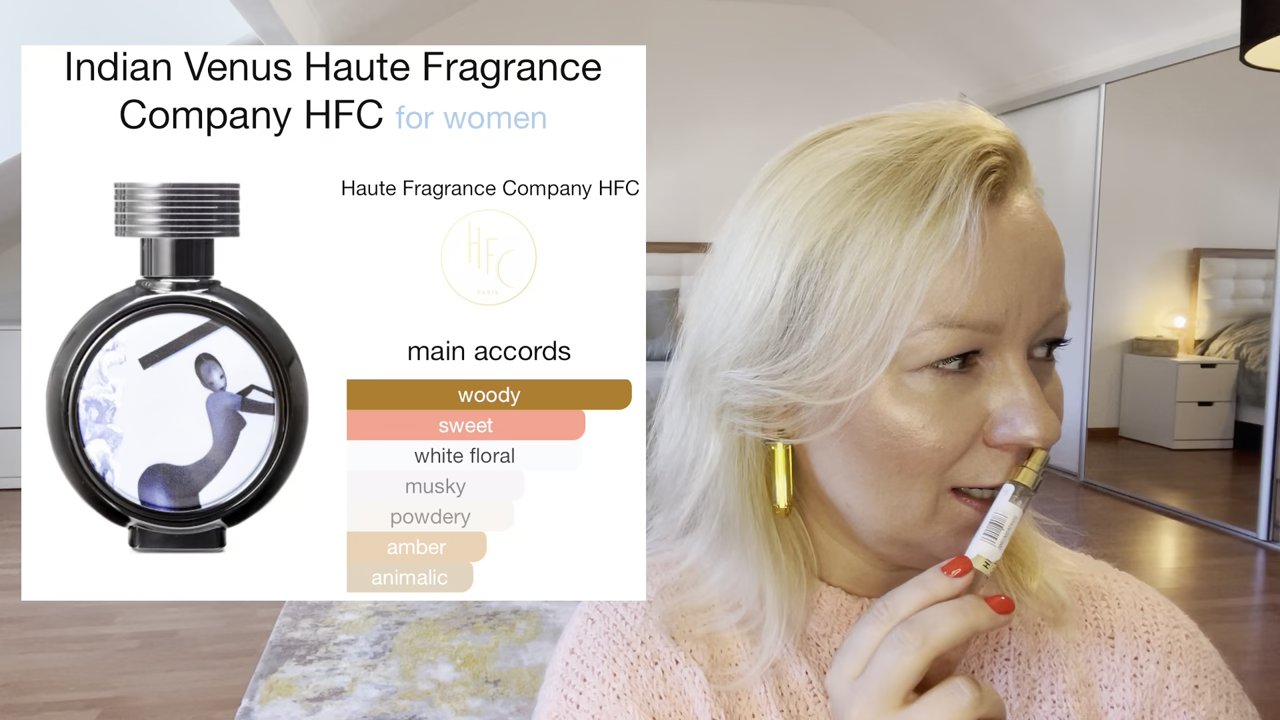 Indian Venus Haute Fragrance
Company HFC for women
Haute Fragrance Company HFC
HFC
PARIS
main accords
woody
sweet
white floral
musky
powdery
amber
animalic